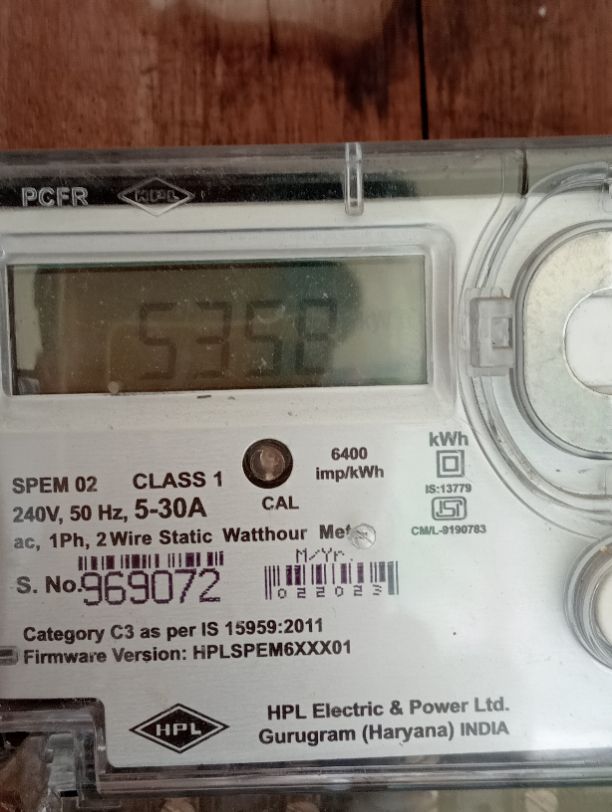 PCFR HPL
5358
kWh
SPEM 02 CLASS 1
6400
imp/kWh
240V, 50 Hz, 5-30A
CAL
IS:13779
ISI
CM/L-9190783
ac, 1Ph, 2 Wire Static Watthour
M/Yr.
S. No. 969072
022023
Category C3 as per IS 15959:2011
Firmware Version: HPLSPEM6XXX01
HPL
HPL Electric & Power Ltd.
Gurugram (Haryana) INDIA